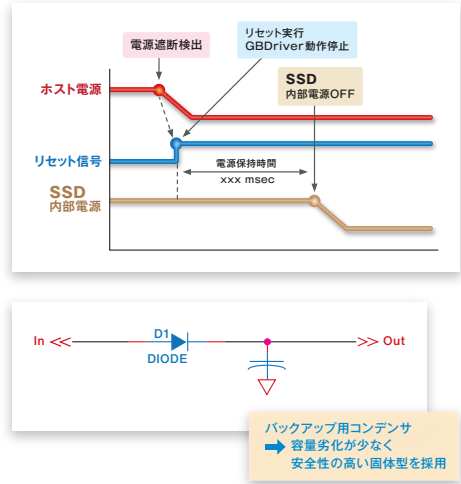 電源遮断検出
リセット実行
GBDriver動作停止
SSD
内部電源OFF
ホスト電源
リセット信号
電源保持時間
xxx msec
SSD
内部電源
In
D1
DIODE
Out
バックアップ用コンデンサ
容量劣化が少なく
安全性の高い固体型を採用